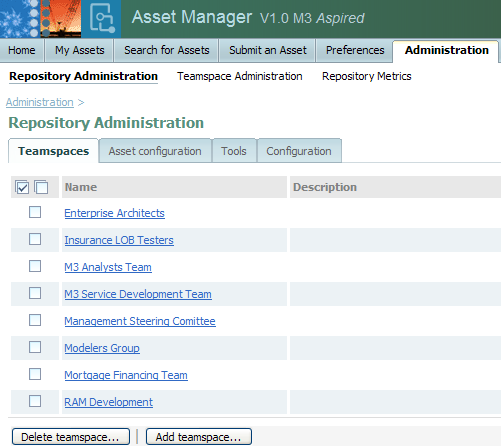 Asset Manager V1.0 M3 Aspired
Home My Assets Search for Assets Submit an Asset Preferences Administration
Repository Administration Teamspace Administration Repository Metrics
Administration >
Repository Administration
Teamspaces Asset configuration Tools Configuration
Name Description
Enterprise Architects
Insurance LOB Testers
M3 Analysts Team
M3 Service Development Team
Management Steering Comittee
Modelers Group
Mortgage Financing Team
RAM Development
Delete teamspace... | Add teamspace...